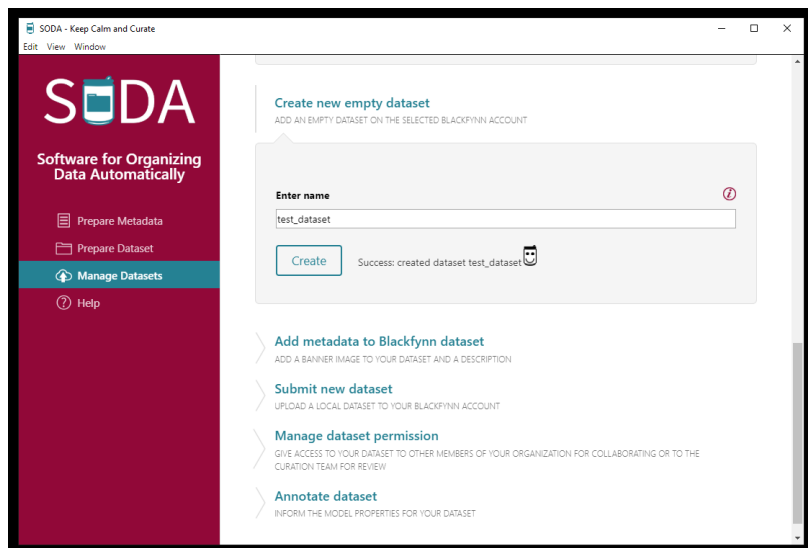 SODA - Keep Calm and Curate
Edit View Window
SODA
Software for Organizing
Data Automatically
Prepare Metadata
Prepare Dataset
Manage Datasets
Help
Create new empty dataset
ADD AN EMPTY DATASET ON THE SELECTED BLACKFYNN ACCOUNT
Enter name
test_dataset
Create
Success: created dataset test_dataset
Add metadata to Blackfynn dataset
ADD A BANNER IMAGE TO YOUR DATASET AND A DESCRIPTION
Submit new dataset
UPLOAD A LOCAL DATASET TO YOUR BLACKFYNN ACCOUNT
Manage dataset permission
GIVE ACCESS TO YOUR DATASET TO OTHER MEMBERS OF YOUR ORGANIZATION FOR COLLABORATING OR TO THE
CURATION TEAM FOR REVIEW
Annotate dataset
INFORM THE MODEL PROPERTIES FOR YOUR DATASET